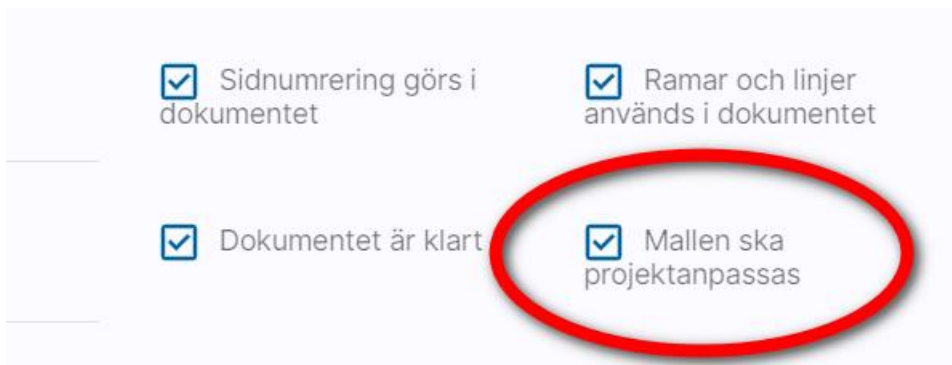 Sidnumrering görs i
dokumentet
Ramar och linjer
används i dokumentet
Dokumentet är klart
Mallen ska
projektanpassas